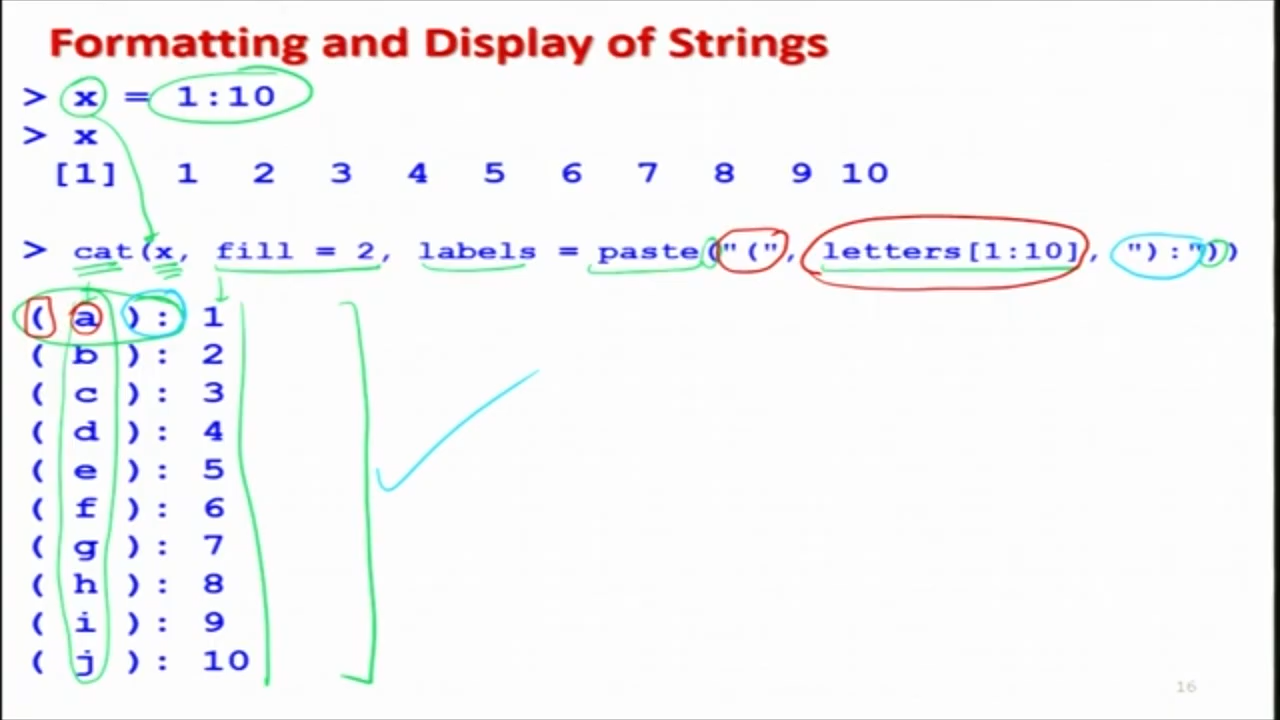 Formatting and Display of Strings
> x = 1:10
> x
[1] 1 2 3 4 5 6 7 8 9 10
> cat(x, fill = 2, labels = paste("(", letters[1:10], "):"))
( a ): 1
( b ): 2
( c ): 3
( d ): 4
( e ): 5
( f ): 6
( g ): 7
( h ): 8
( i ): 9
( j ): 10
16